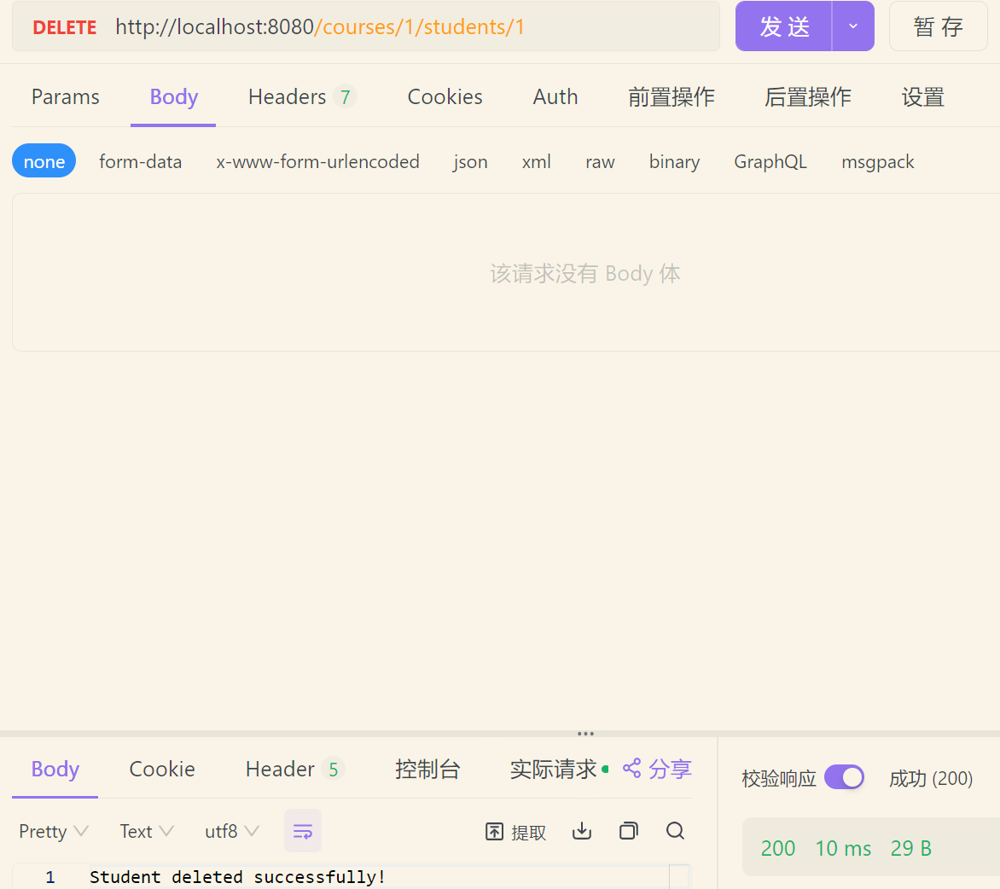 DELETE http://localhost:8080/courses/1/students/1 发 送 暂 存
Params Body Headers 7 Cookies Auth 前置操作 后置操作 设置
none form-data x-www-form-urlencoded json xml raw binary GraphQL msgpack
该请求没有 Body 体
Body Cookie Header 5 控制台 实际请求 分享
校验响应 成功 (200)
Pretty Text utf8 提取
200 10 ms 29 B
1 Student deleted successfully!